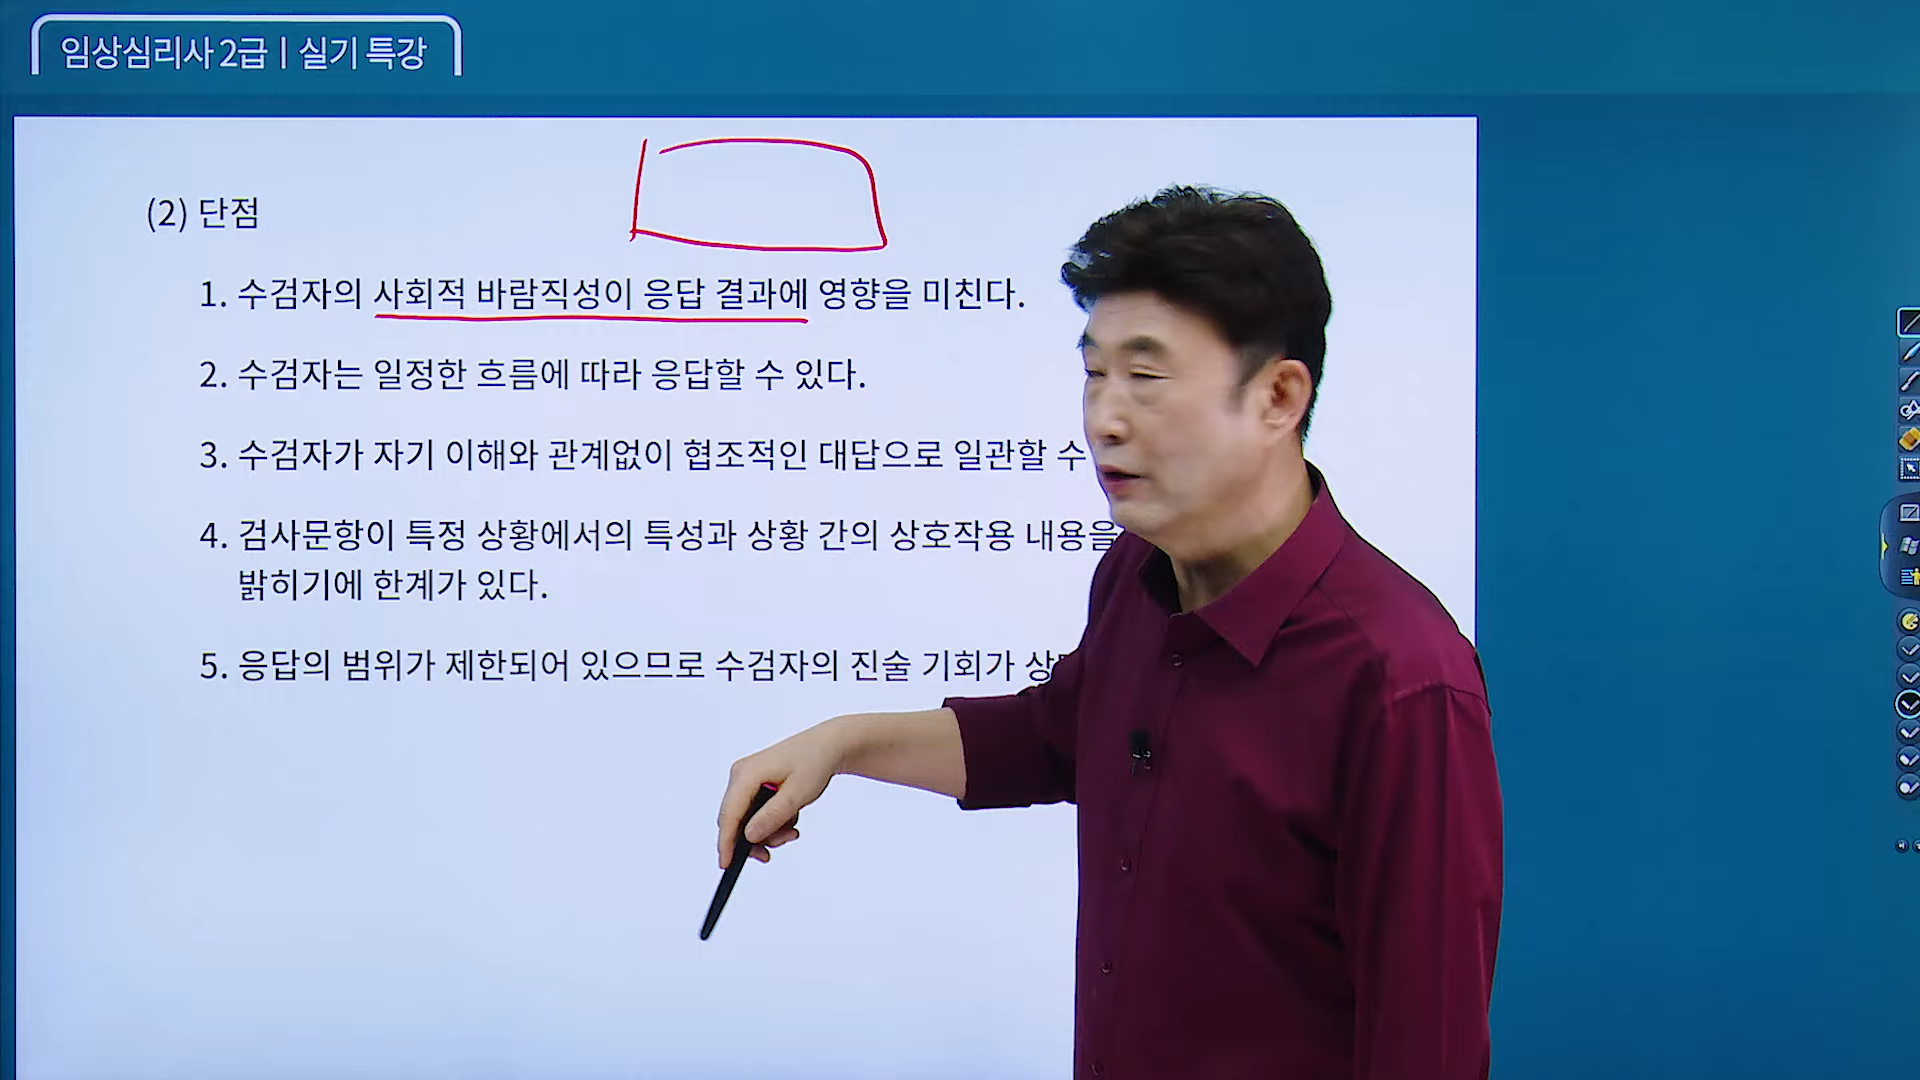 임상심리사 2급 | 실기 특강
(2) 단점
1. 수검자의 사회적 바람직성이 응답 결과에 영향을 미친다.
2. 수검자는 일정한 흐름에 따라 응답할 수 있다.
3. 수검자가 자기 이해와 관계없이 협조적인 대답으로 일관할 수
4. 검사문항이 특정 상황에서의 특성과 상황 간의 상호작용 내용을
밝히기에 한계가 있다.
5. 응답의 범위가 제한되어 있으므로 수검자의 진술 기회가